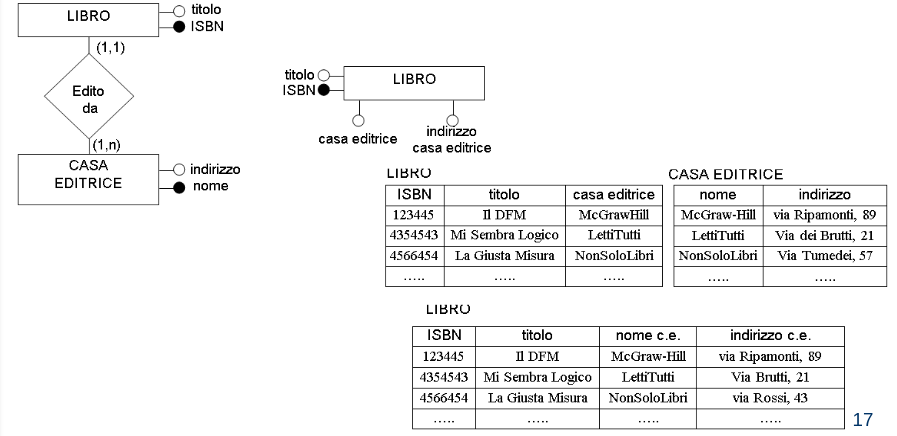 LIBRO
titolo
ISBN
(1,1)
Edito
da
(1,n)
CASA
EDITRICE
indirizzo
nome
titolo
ISBN
LIBRO
casa editrice
indirizzo
casa editrice
LIBRO
ISBN titolo casa editrice
123445 Il DFM McGrawHill
4354543 Mi Sembra Logico LettiTutti
4566454 La Giusta Misura NonSoloLibri
..... ..... .....
CASA EDITRICE
nome indirizzo
McGraw-Hill via Ripamonti, 89
LettiTutti Via dei Brutti, 21
NonSoloLibri Via Tumedei, 57
..... .....
LIBRO
ISBN titolo nome c.e. indirizzo c.e.
123445 Il DFM McGraw-Hill via Ripamonti, 89
4354543 Mi Sembra Logico LettiTutti Via Brutti, 21
4566454 La Giusta Misura NonSoloLibri via Rossi, 43
..... ..... ..... .....
17